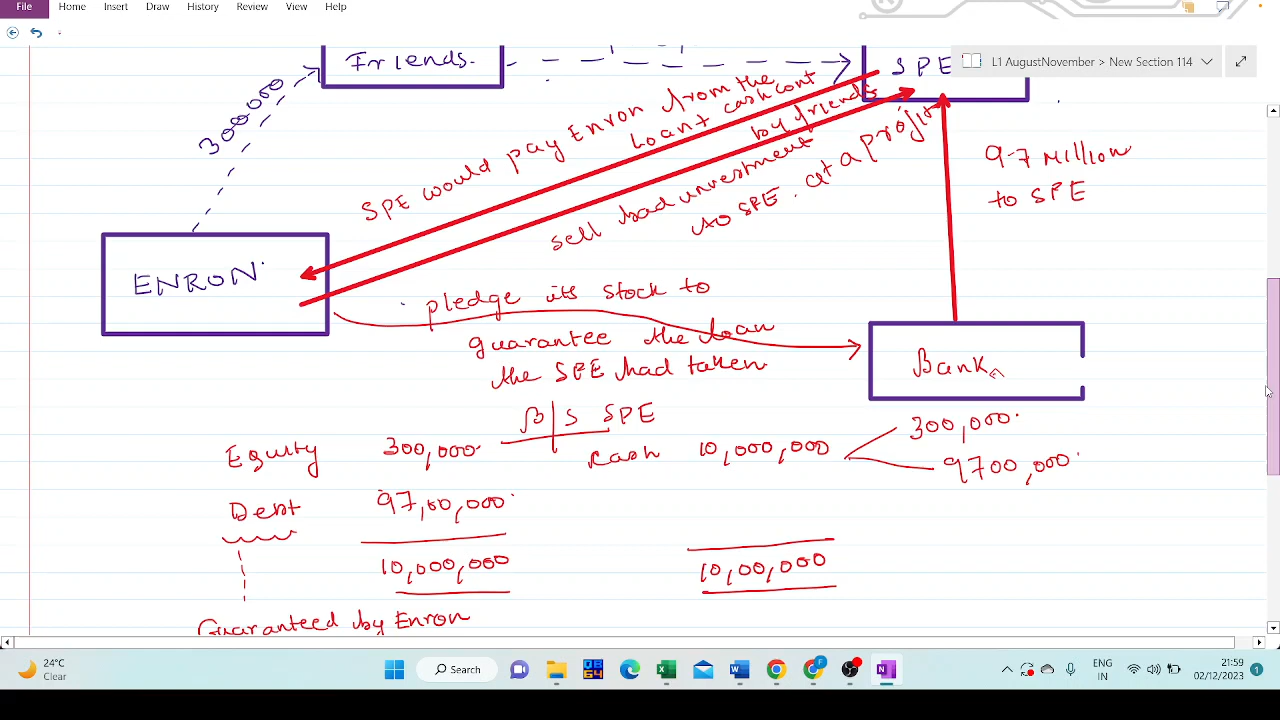 File Home Insert Draw History Review View Help
L1 AugustNovember > New Section 114
Friends.
SPE
300000
SPE would pay Enron from the
loan + cash cont
by friends
sell bad investment
to SPE. at a profit
9.7 Million
to SPE
ENRON
pledge its stock to
guarantee the loan
the SPE had taken
Bank
B S SPE
Equity 300,000 Cash 10,000,000 300,000
9700,000
Debt 97,00,000
10,000,000 10,00,000
Guaranteed by Enron
24°C
Clear
Search
ENG
IN
21:59
02/12/2023